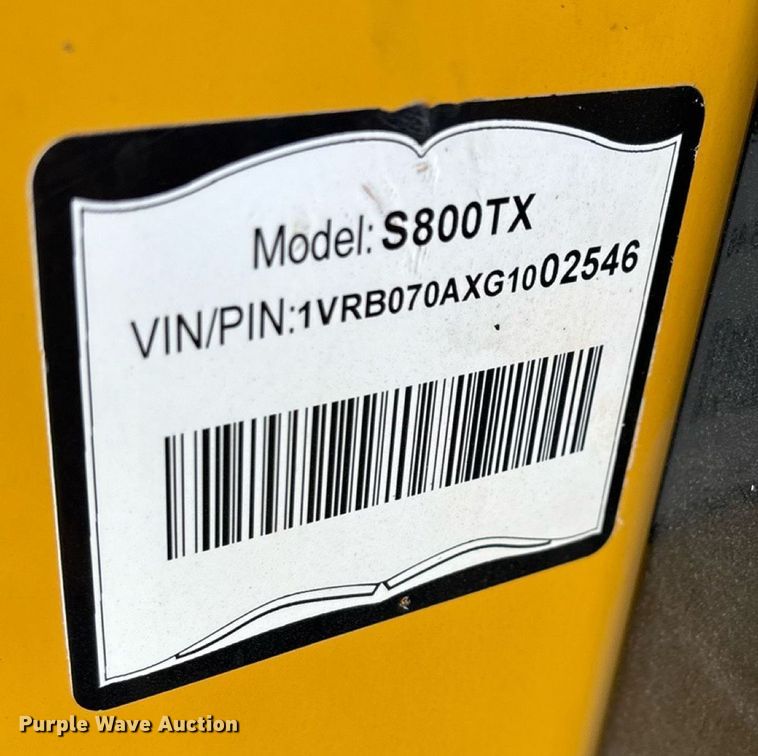 Model: S800TX
VIN/PIN:1VRB070AXG1002546
Purple Wave Auction